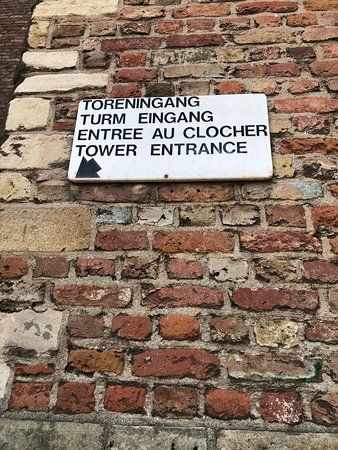 TORENINGANG
TURM EINGANG
ENTREE AU CLOCHER
TOWER ENTRANCE